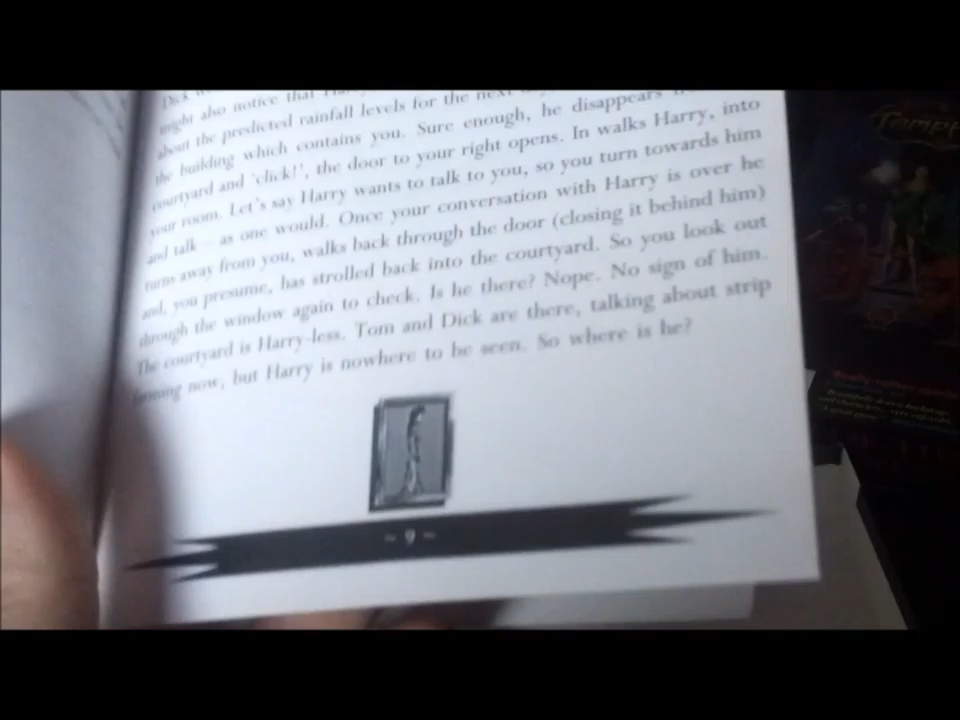 might also notice that
about the predicted rainfall levels for the next
the building which contains you. Sure enough, he disappears
courtyard and 'click!', the door to your right opens. In walks Harry, into
your room. Let's say Harry wants to talk to you, so you turn towards him
and talk – as one would. Once your conversation with Harry is over he
turns away from you, walks back through the door (closing it behind him)
and, you presume, has strolled back into the courtyard. So you look out
through the window again to check. Is he there? Nope. No sign of him.
The courtyard is Harry-less. Tom and Dick are there, talking about strip
farming now, but Harry is nowhere to be seen. So where is he?
~ 9 ~